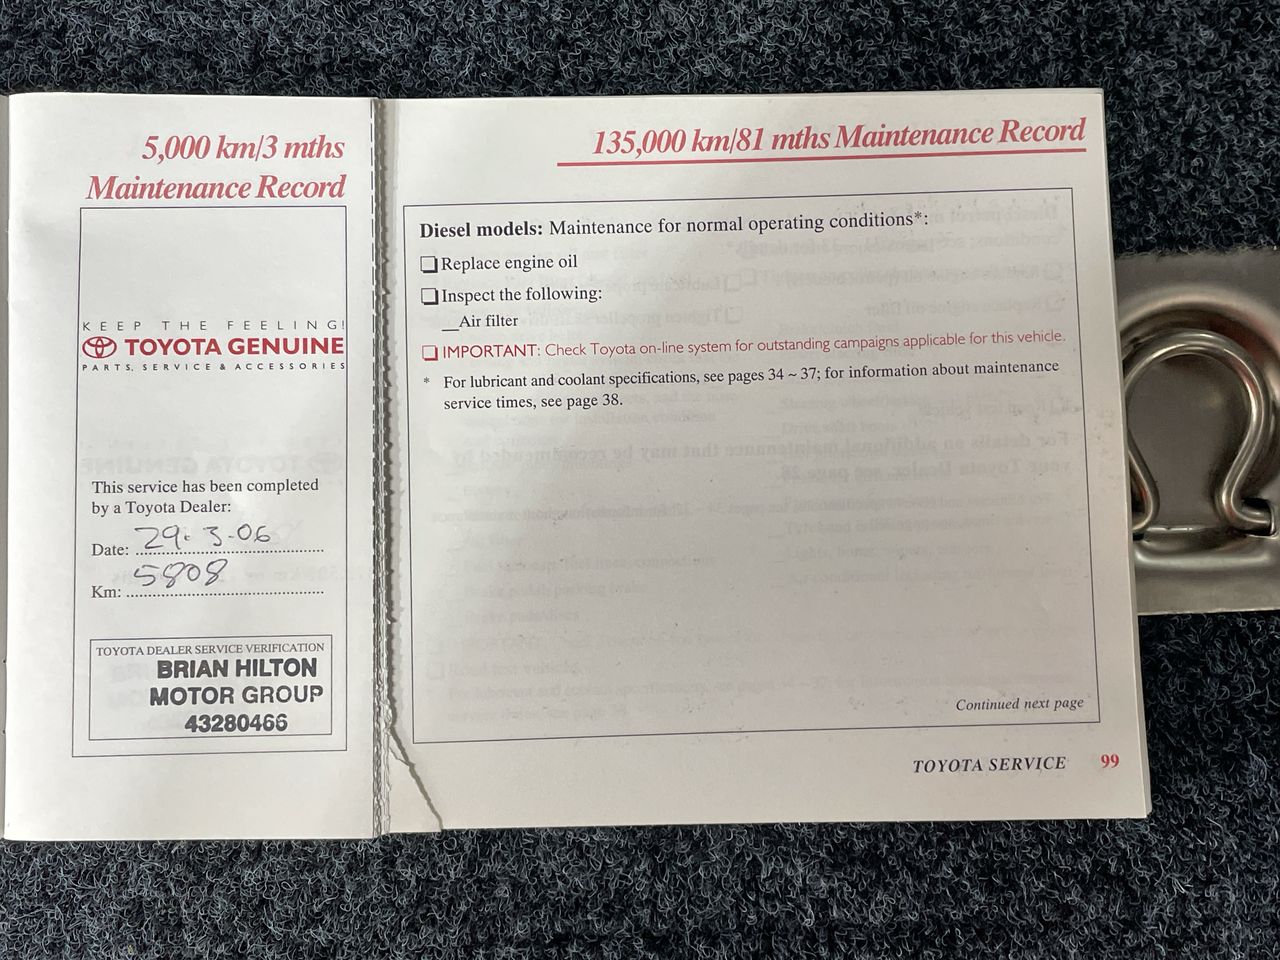 5,000 km/3 mths
Maintenance Record
KEEP THE FEELING!
TOYOTA GENUINE
PARTS, SERVICE & ACCESSORIES
This service has been completed
by a Toyota Dealer:
Date: 29.3-06
Km: 5808
TOYOTA DEALER SERVICE VERIFICATION
BRIAN HILTON
MOTOR GROUP
43280466
135,000 km/81 mths Maintenance Record
Diesel models: Maintenance for normal operating conditions*:
❏ Replace engine oil
❏ Inspect the following:
__Air filter
❏ IMPORTANT: Check Toyota on-line system for outstanding campaigns applicable for this vehicle.
* For lubricant and coolant specifications, see pages 34 ~ 37; for information about maintenance
service times, see page 38.
Continued next page
TOYOTA SERVICE 99